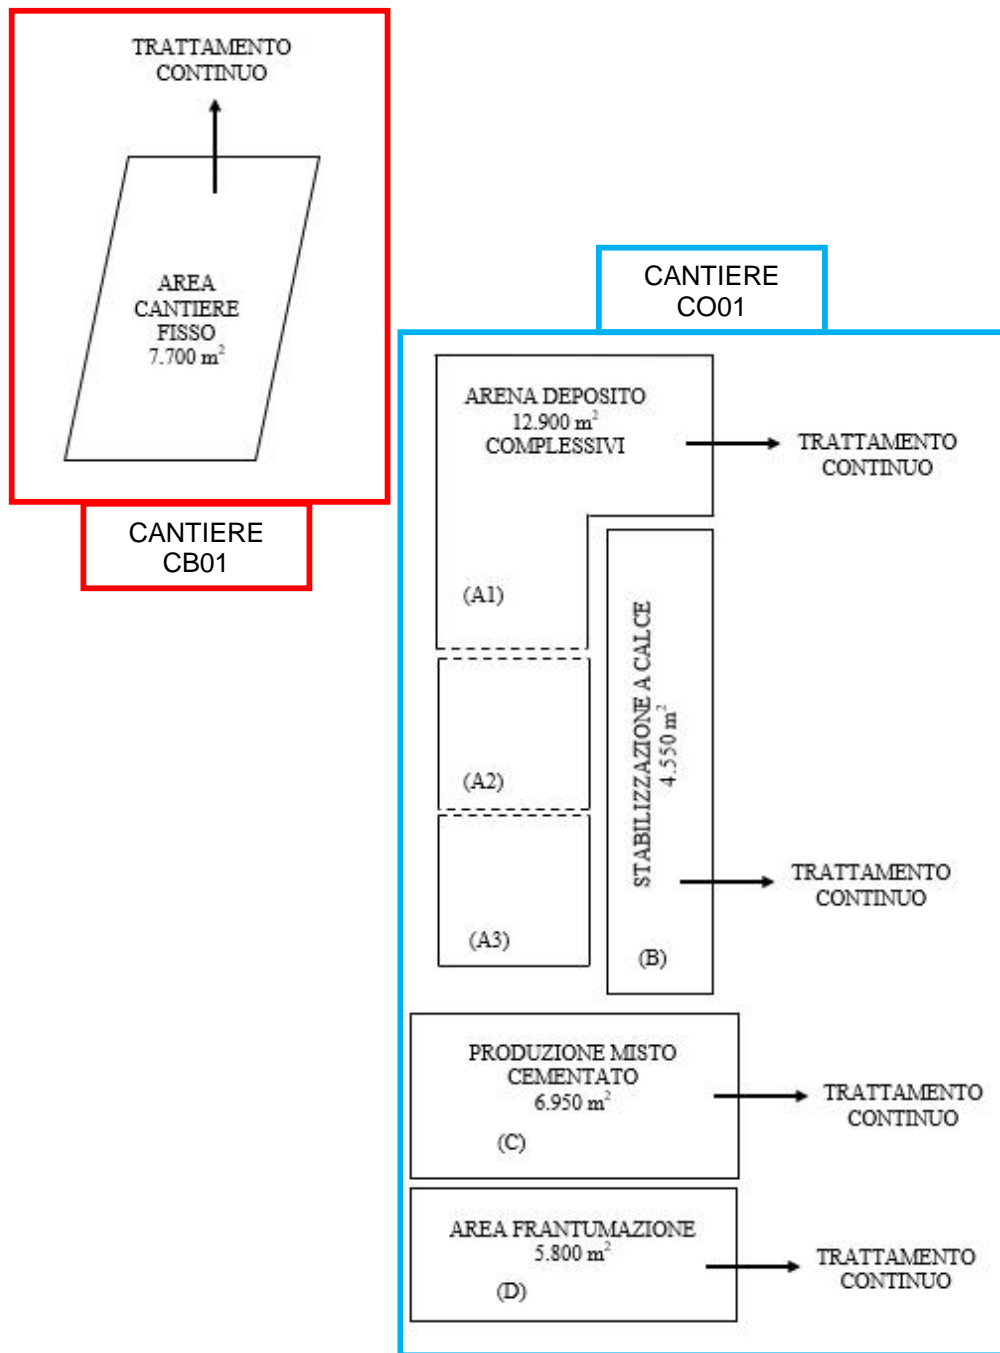 TRATTAMENTO
CONTINUO
AREA
CANTIERE
FISSO
7.700 m²
CANTIERE
CB01
CANTIERE
CO01
ARENA DEPOSITO
12.900 m²
COMPLESSIVI
TRATTAMENTO
CONTINUO
(A1)
(A2)
(A3)
STABILIZZAZIONE A CALCE
4.550 m²
(B)
TRATTAMENTO
CONTINUO
PRODUZIONE MISTO
CEMENTATO
6.950 m²
(C)
TRATTAMENTO
CONTINUO
AREA FRANTUMAZIONE
5.800 m²
(D)
TRATTAMENTO
CONTINUO